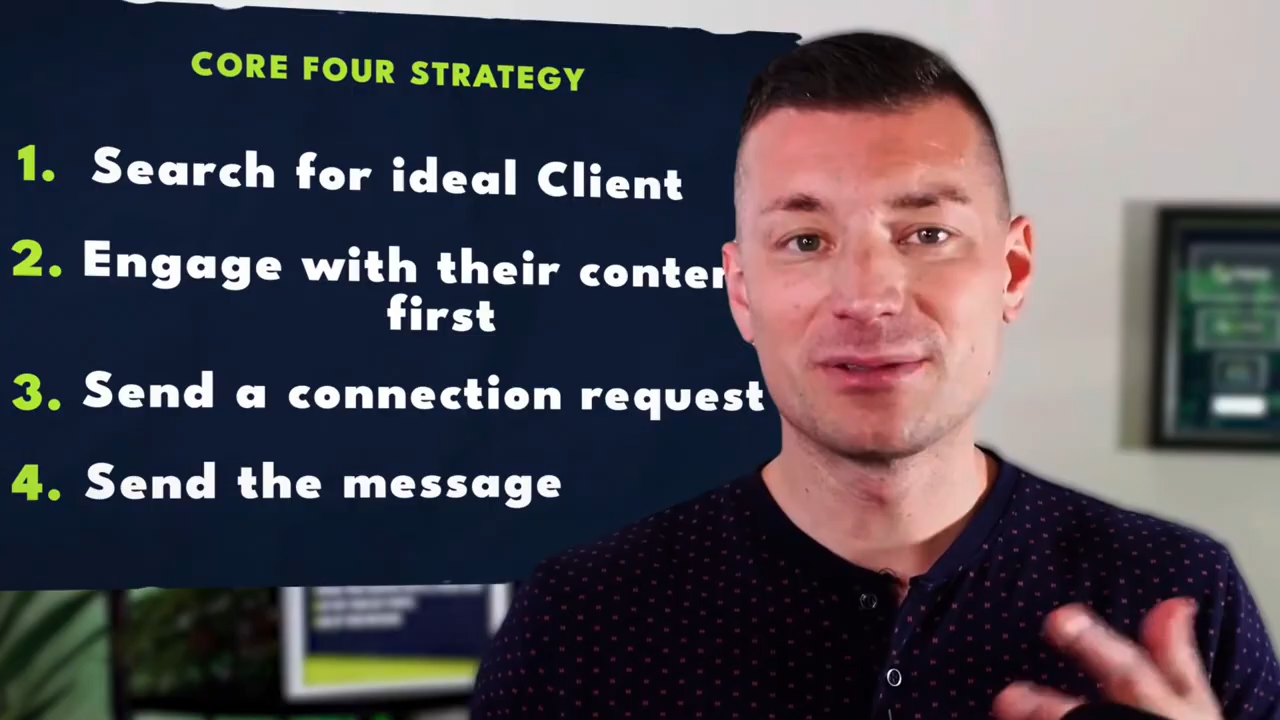 CORE FOUR STRATEGY
1. Search for ideal Client
2. Engage with their
first
3. Send a connection request
4. Send the message